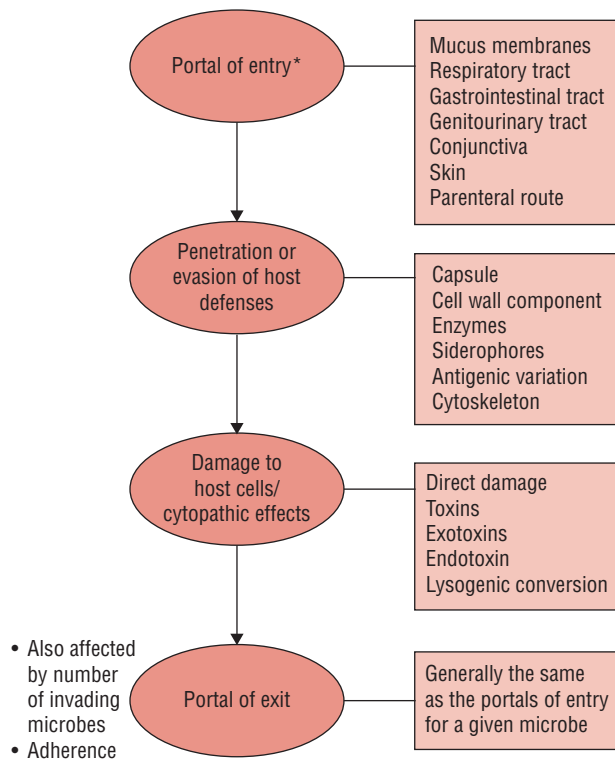 Portal of entry*
Mucus membranes
Respiratory tract
Gastrointestinal tract
Genitourinary tract
Conjunctiva
Skin
Parenteral route
Penetration or
evasion of host
defenses
Capsule
Cell wall component
Enzymes
Siderophores
Antigenic variation
Cytoskeleton
Damage to
host cells/
cytopathic effects
Direct damage
Toxins
Exotoxins
Endotoxin
Lysogenic conversion
• Also affected
by number
of invading
microbes
• Adherence
Portal of exit
Generally the same
as the portals of entry
for a given microbe